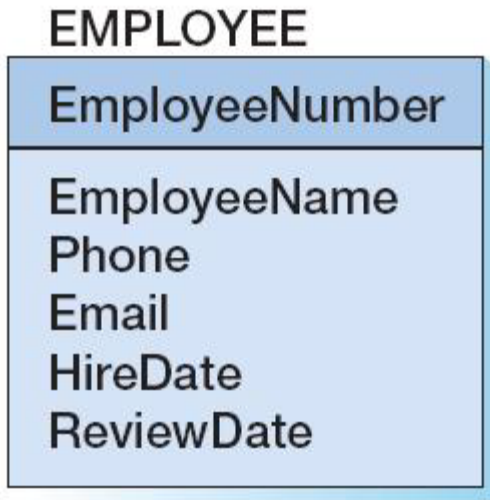 EMPLOYEE
EmployeeNumber
EmployeeName
Phone
Email
HireDate
ReviewDate